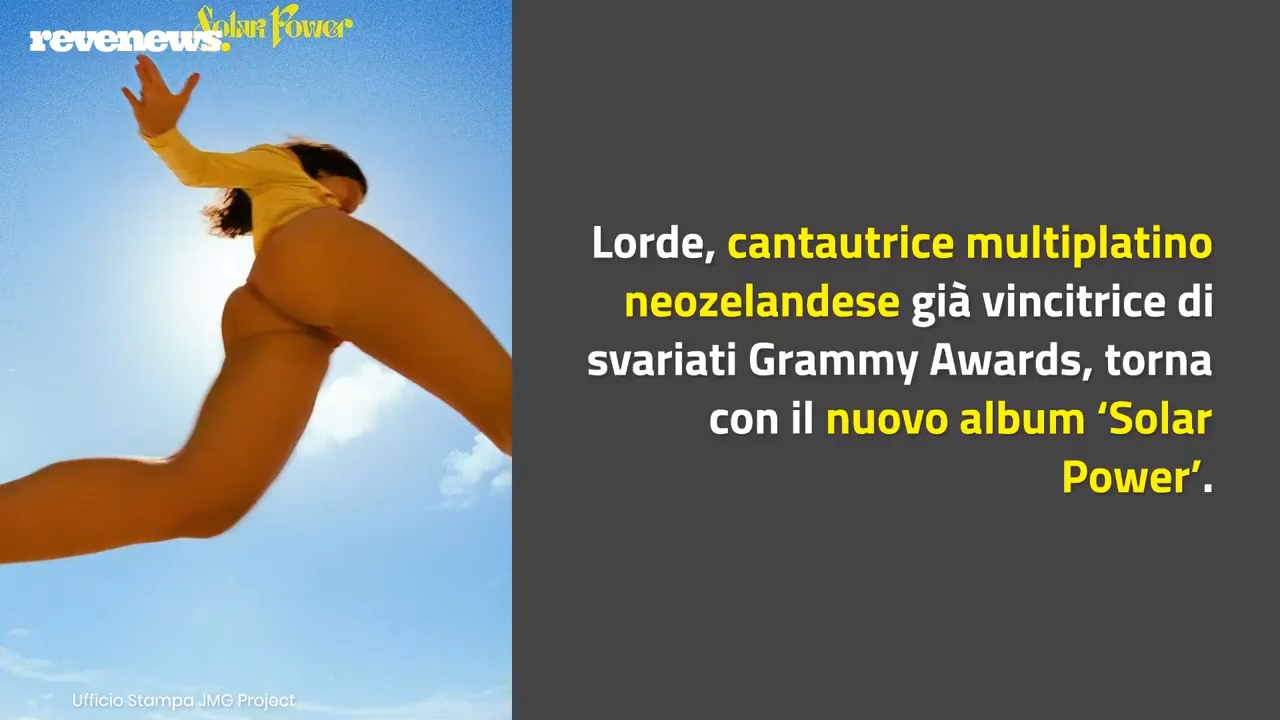 Solar Power
revenews.
Lorde, cantautrice multiplatino
neozelandese già vincitrice di
svariati Grammy Awards, torna
con il nuovo album ‘Solar
Power’.
Ufficio Stampa JMG Project